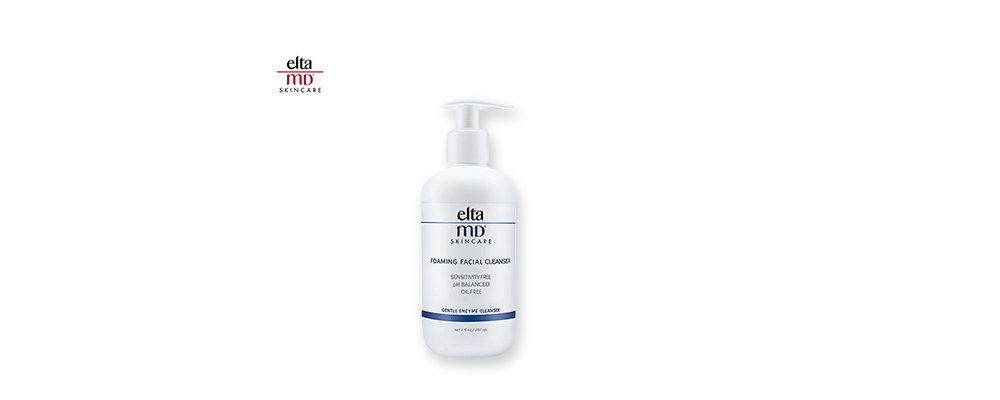 elta
MD
SKINCARE
elta
MD
SKINCARE
FOAMING FACIAL CLEANSER
SENSITIVITY-FREE
pH BALANCED
OIL-FREE
GENTLE ENZYME CLEANSER